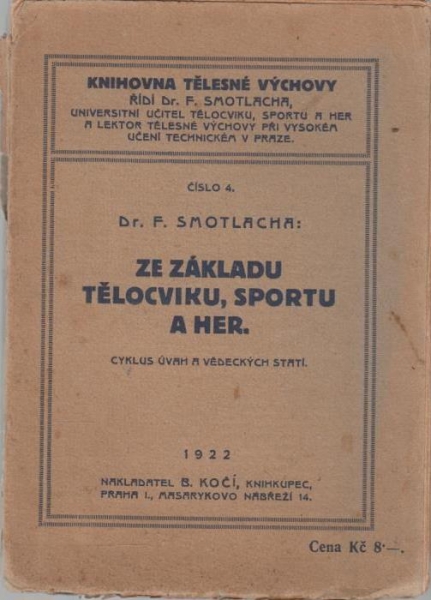 KNIHOVNA TĚLESNÉ VÝCHOVY
ŘÍDÍ Dr. F. SMOTLACHA,
UNIVERSITNÍ UČITEL TĚLOCVIKU, SPORTU A HER
A LEKTOR TĚLESNÉ VÝCHOVY PŘI VYSOKÉM
UČENÍ TECHNICKÉM V PRAZE.
ČÍSLO 4.
Dr. F. SMOTLACHA:
ZE ZÁKLADU
TĚLOCVIKU, SPORTU
A HER.
CYKLUS ÚVAH A VĚDECKÝCH STATÍ.
1922
NAKLADATEL B. KOČÍ, KNIHKUPEC,
PRAHA I., MASARYKOVO NÁBŘEŽÍ 14.
Cena Kč 8·—.